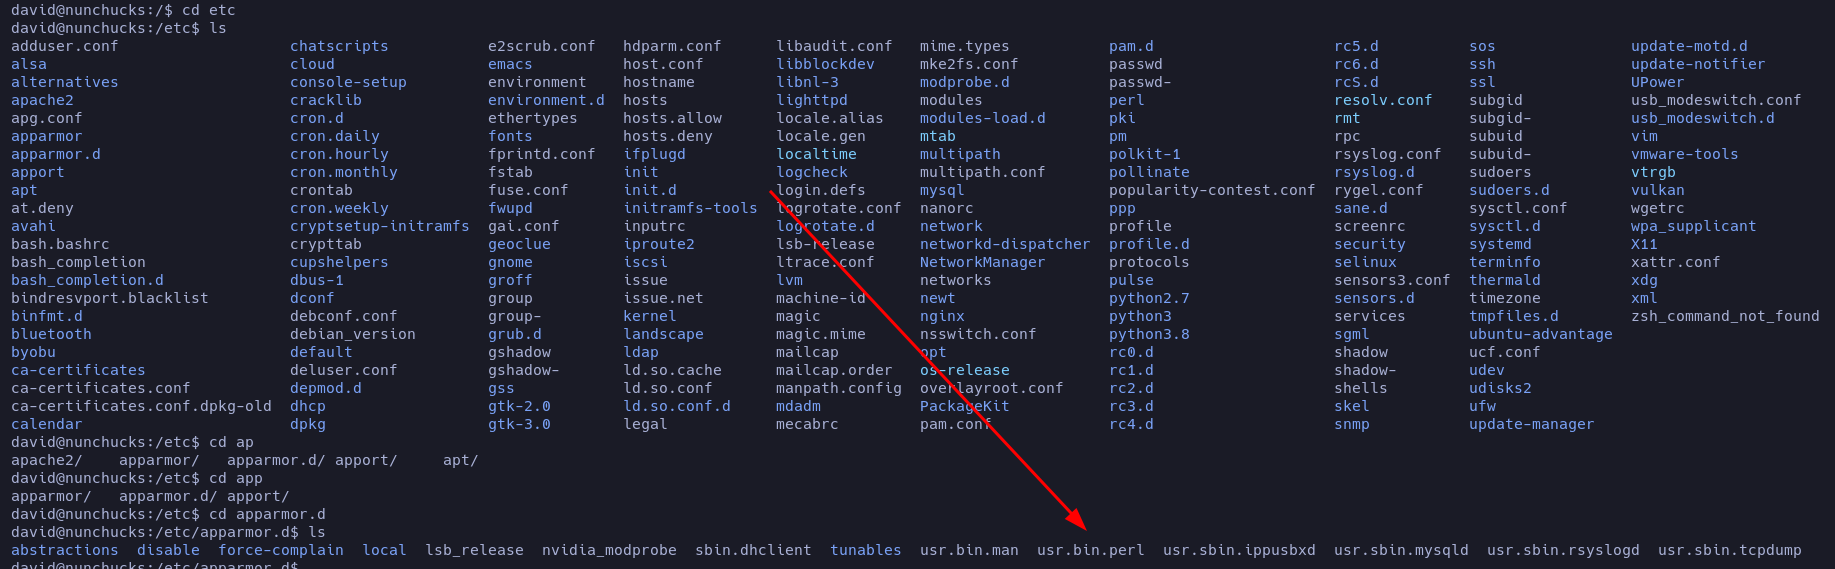 david@nunchucks:/$ cd etc
david@nunchucks:/etc$ ls
adduser.conf chatscripts e2scrub.conf hdparm.conf libaudit.conf mime.types pam.d rc5.d sos update-motd.d
alsa cloud emacs host.conf libblockdev mke2fs.conf passwd rc6.d ssh update-notifier
alternatives console-setup environment hostname libnl-3 modprobe.d passwd- rcS.d ssl UPower
apache2 cracklib environment.d hosts lighttpd modules perl resolv.conf subgid usb_modeswitch.conf
apg.conf cron.d ethertypes hosts.allow locale.alias modules-load.d pki rmt subgid- usb_modeswitch.d
apparmor cron.daily fonts hosts.deny locale.gen mtab pm rpc subuid vim
apparmor.d cron.hourly fprintd.conf ifplugd localtime multipath polkit-1 rsyslog.conf subuid- vmware-tools
apport cron.monthly fstab init logcheck multipath.conf pollinate rsyslog.d sudoers vtrgb
apt crontab fuse.conf init.d login.defs mysql popularity-contest.conf rygel.conf sudoers.d vulkan
at.deny cron.weekly fwupd initramfs-tools logrotate.conf nanorc ppp sane.d sysctl.conf wgetrc
avahi cryptsetup-initramfs gai.conf inputrc logrotate.d network profile screenrc sysctl.d wpa_supplicant
bash.bashrc crypttab geoclue iproute2 lsb-release networkd-dispatcher profile.d security systemd X11
bash_completion cupshelpers gnome iscsi ltrace.conf NetworkManager protocols selinux terminfo xattr.conf
bash_completion.d dbus-1 groff issue lvm networks pulse sensors3.conf thermald xdg
bindresvport.blacklist dconf group issue.net machine-id newt python2.7 sensors.d timezone xml
binfmt.d debconf.conf group- kernel magic nginx python3 services tmpfiles.d zsh_command_not_found
bluetooth debian_version grub.d landscape magic.mime nsswitch.conf python3.8 sgml ubuntu-advantage
byobu default gshadow ldap mailcap opt rc0.d shadow ucf.conf
ca-certificates deluser.conf gshadow- ld.so.cache mailcap.order os-release rc1.d shadow- udev
ca-certificates.conf depmod.d gss ld.so.conf manpath.config overlayroot.conf rc2.d shells udisks2
ca-certificates.conf.dpkg-old dhcp gtk-2.0 ld.so.conf.d mdadm PackageKit rc3.d skel ufw
calendar dpkg gtk-3.0 legal mecabrc pam.conf rc4.d snmp update-manager
david@nunchucks:/etc$ cd ap
apache2/ apparmor/ apparmor.d/ apport/ apt/
david@nunchucks:/etc$ cd app
apparmor/ apparmor.d/ apport/
david@nunchucks:/etc$ cd apparmor.d
david@nunchucks:/etc/apparmor.d$ ls
abstractions disable force-complain local lsb_release nvidia_modprobe sbin.dhclient tunables usr.bin.man usr.bin.perl usr.sbin.ippusbxd usr.sbin.mysqld usr.sbin.rsyslogd usr.sbin.tcpdump
david@nunchucks:/etc/apparmor.d$